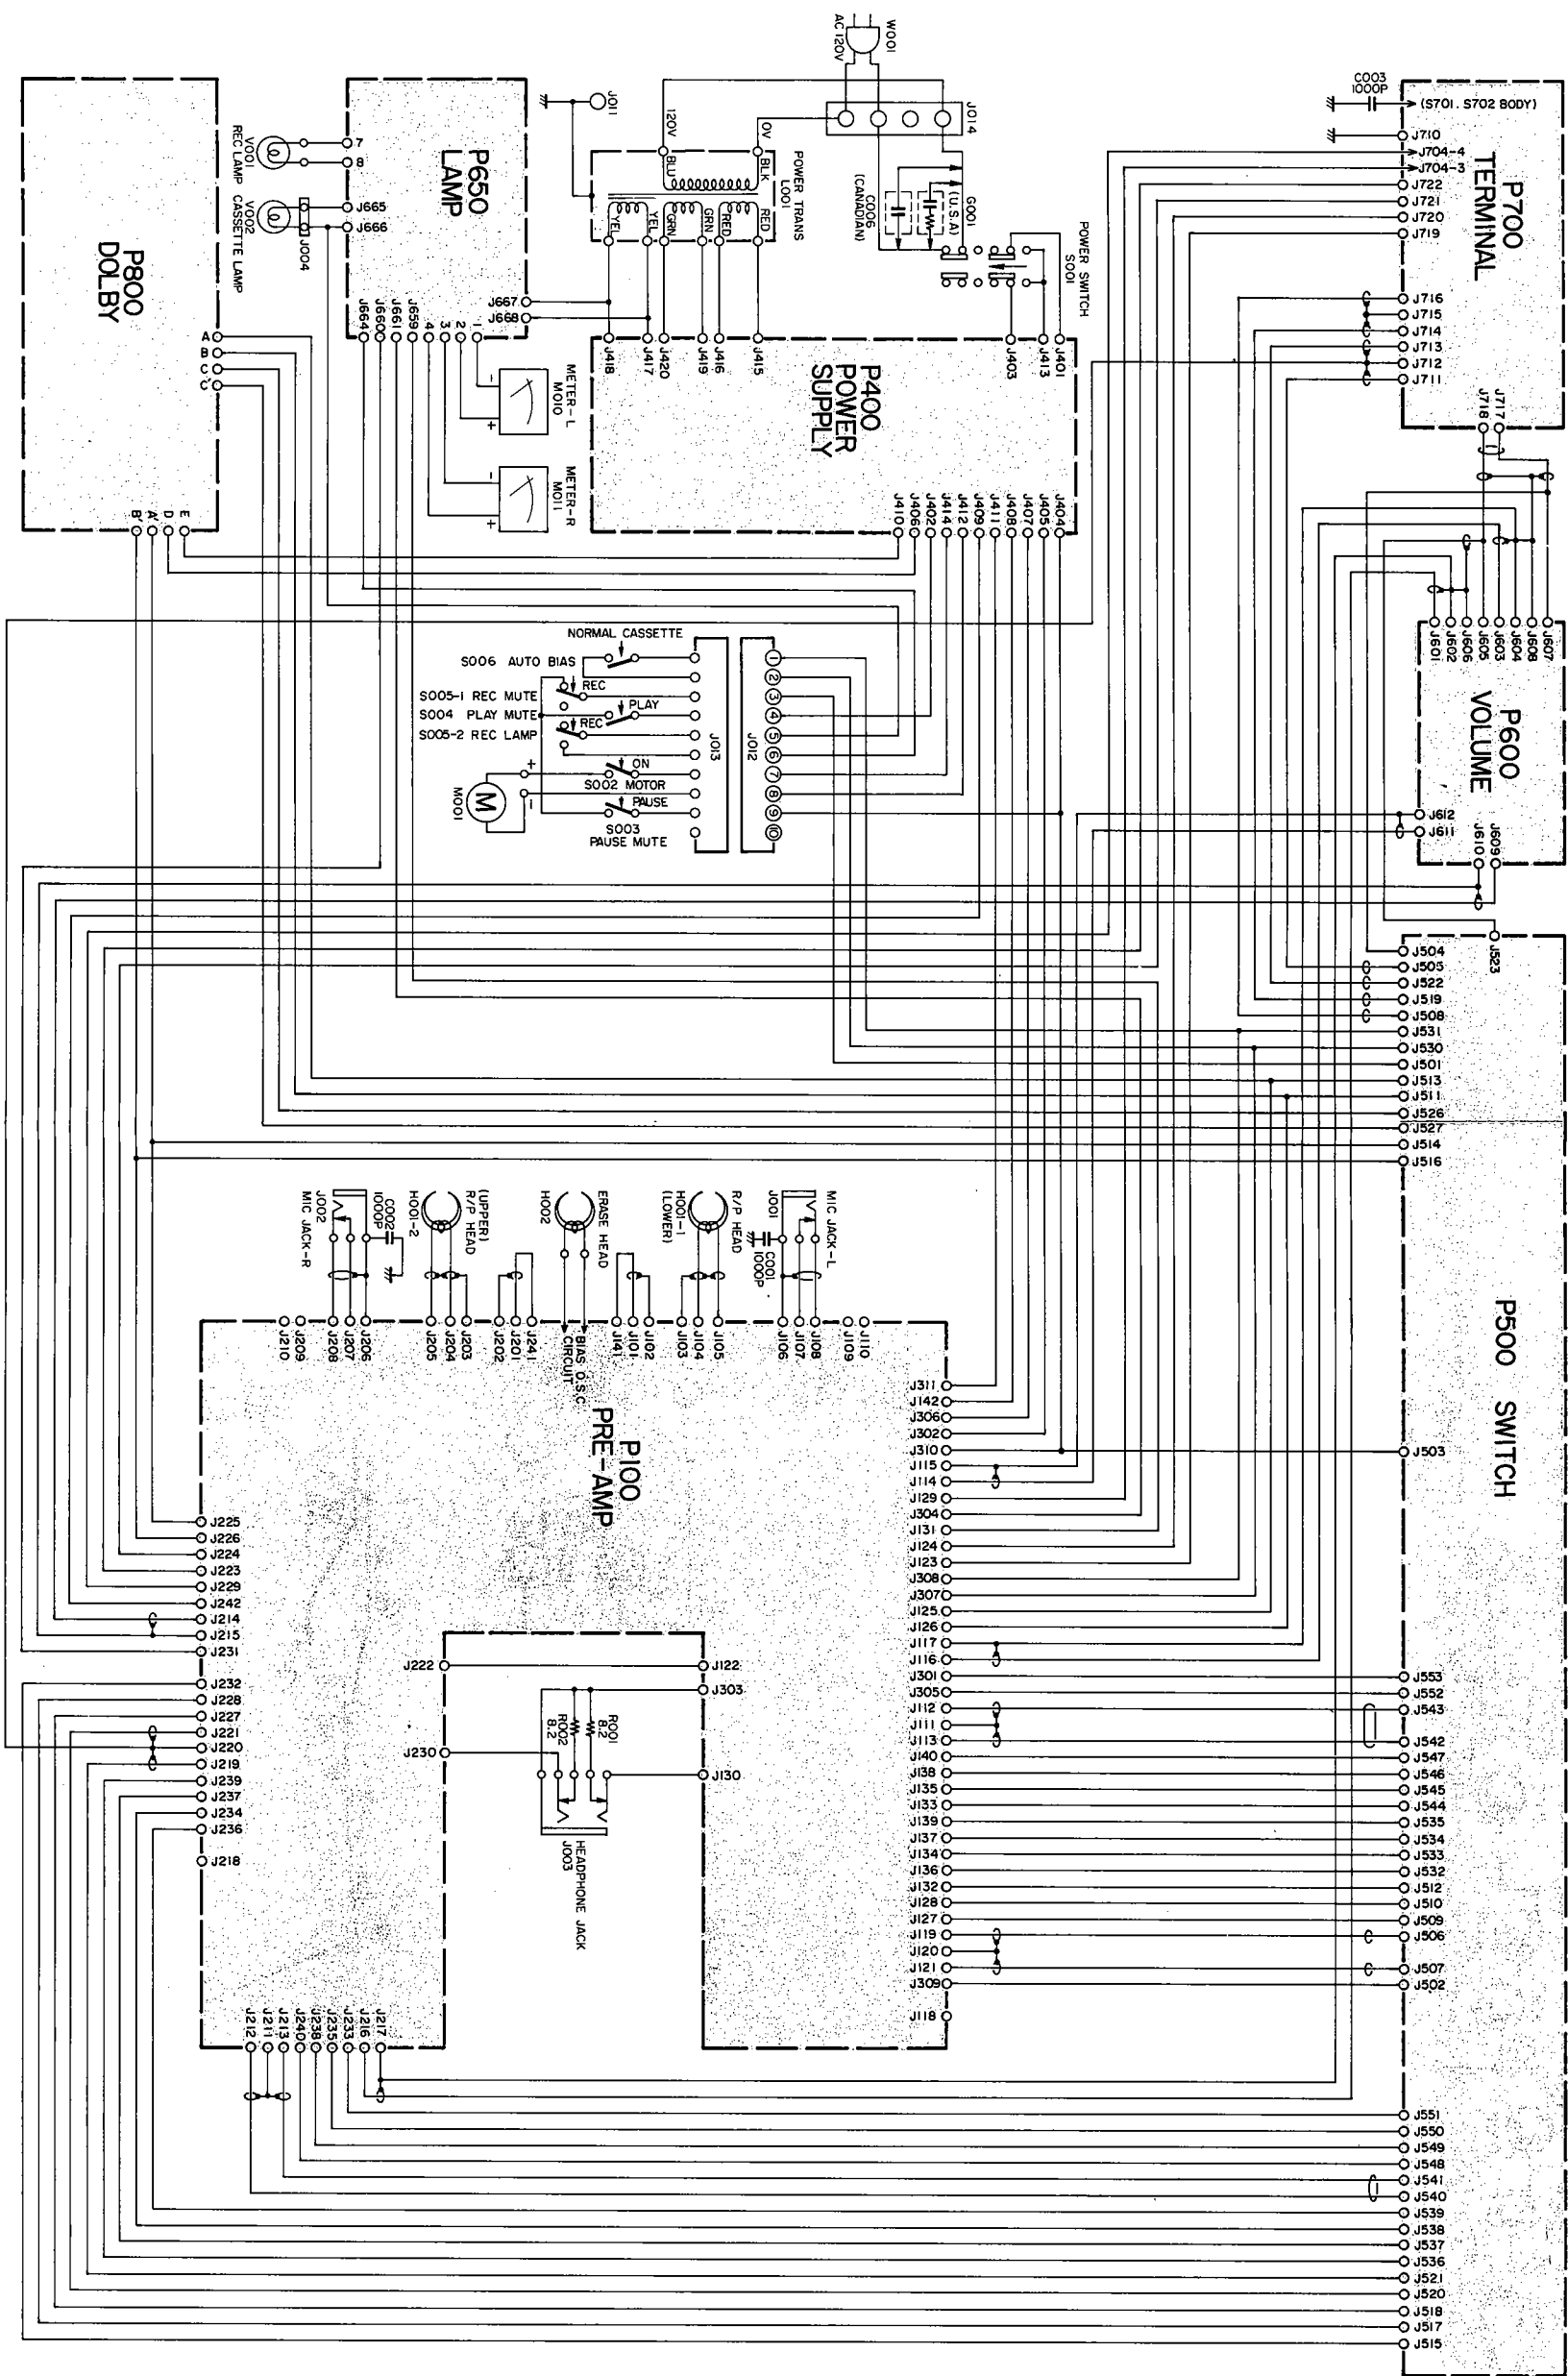 W001
AC 120V
C003
1000P
(S701. S702 BODY)
P700
TERMINAL
J710
J704-4
J704-3
J722
J721
J720
J719
J716
J715
J714
J713
J712
J711
J717
J718
J014
J011
120V
0V
BLU
BLK
POWER TRANS
L001
YEL
YEL
GRN
GRN
RED
RED
C006
(CANADIAN)
G001
(U.S.A)
POWER SWITCH
S001
P650
LAMP
7
8
J665
J666
J004
V001
REC LAMP
V002
CASSETTE LAMP
J667
J668
J664
J660
J661
J659
4
3
2
1
METER-L
M010
- +
METER-R
M011
- +
P800
DOLBY
A
B
C
C'
B'
A'
D
E
P400
POWER
SUPPLY
J418
J417
J420
J419
J416
J415
J403
J413
J401
J410
J406
J402
J414
J412
J409
J411
J408
J407
J405
J404
P600
VOLUME
J601
J602
J606
J605
J603
J604
J608
J607
J612
J611
J610
J609
NORMAL CASSETTE
S006 AUTO BIAS
REC
S005-1 REC MUTE
PLAY
S004 PLAY MUTE
REC
S005-2 REC LAMP
ON
S002 MOTOR
PAUSE
S003
PAUSE MUTE
+
-
M
M001
J013
J012
1
2
3
4
5
6
7
8
9
10
P500 SWITCH
J523
J504
J505
J522
J519
J508
J531
J530
J501
J513
J511
J526
J527
J514
J516
J503
J553
J552
J543
J542
J547
J546
J545
J544
J535
J534
J533
J532
J512
J510
J509
J506
J507
J502
J551
J550
J549
J548
J541
J540
J539
J538
J537
J536
J521
J520
J518
J517
J515
MIC JACK-R
J002
C002
1000P
(UPPER)
R/P HEAD
H001-2
ERASE HEAD
H002
R/P HEAD
H001-1
(LOWER)
MIC JACK-L
J001
C001
1000P
P100
PRE-AMP
J210
J209
J208
J207
J206
J205
J204
J203
J202
J201
J241
BIAS O.S.C
CIRCUIT
J141
J101
J102
J103
J104
J105
J106
J107
J108
J109
J110
J311
J142
J306
J302
J310
J115
J114
J129
J304
J131
J124
J123
J308
J307
J125
J126
J117
J116
J301
J305
J112
J111
J113
J140
J138
J135
J133
J139
J137
J134
J136
J132
J128
J127
J119
J120
J121
J309
J118
J225
J226
J224
J223
J229
J242
J214
J215
J231
J232
J228
J227
J221
J220
J219
J239
J237
J234
J236
J218
J222
J230
J122
J303
J130
R001
8.2
R002
8.2
HEADPHONE JACK
J003
J212
J211
J213
J240
J238
J235
J233
J216
J217